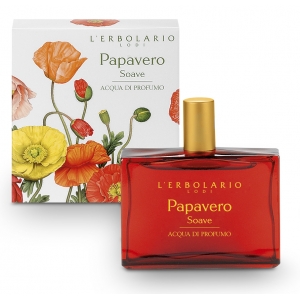 L'ERBOLARIO
LODI
Papavero
Soave
ACQUA DI PROFUMO
L'ERBOLARIO
LODI
Papavero
Soave
ACQUA DI PROFUMO